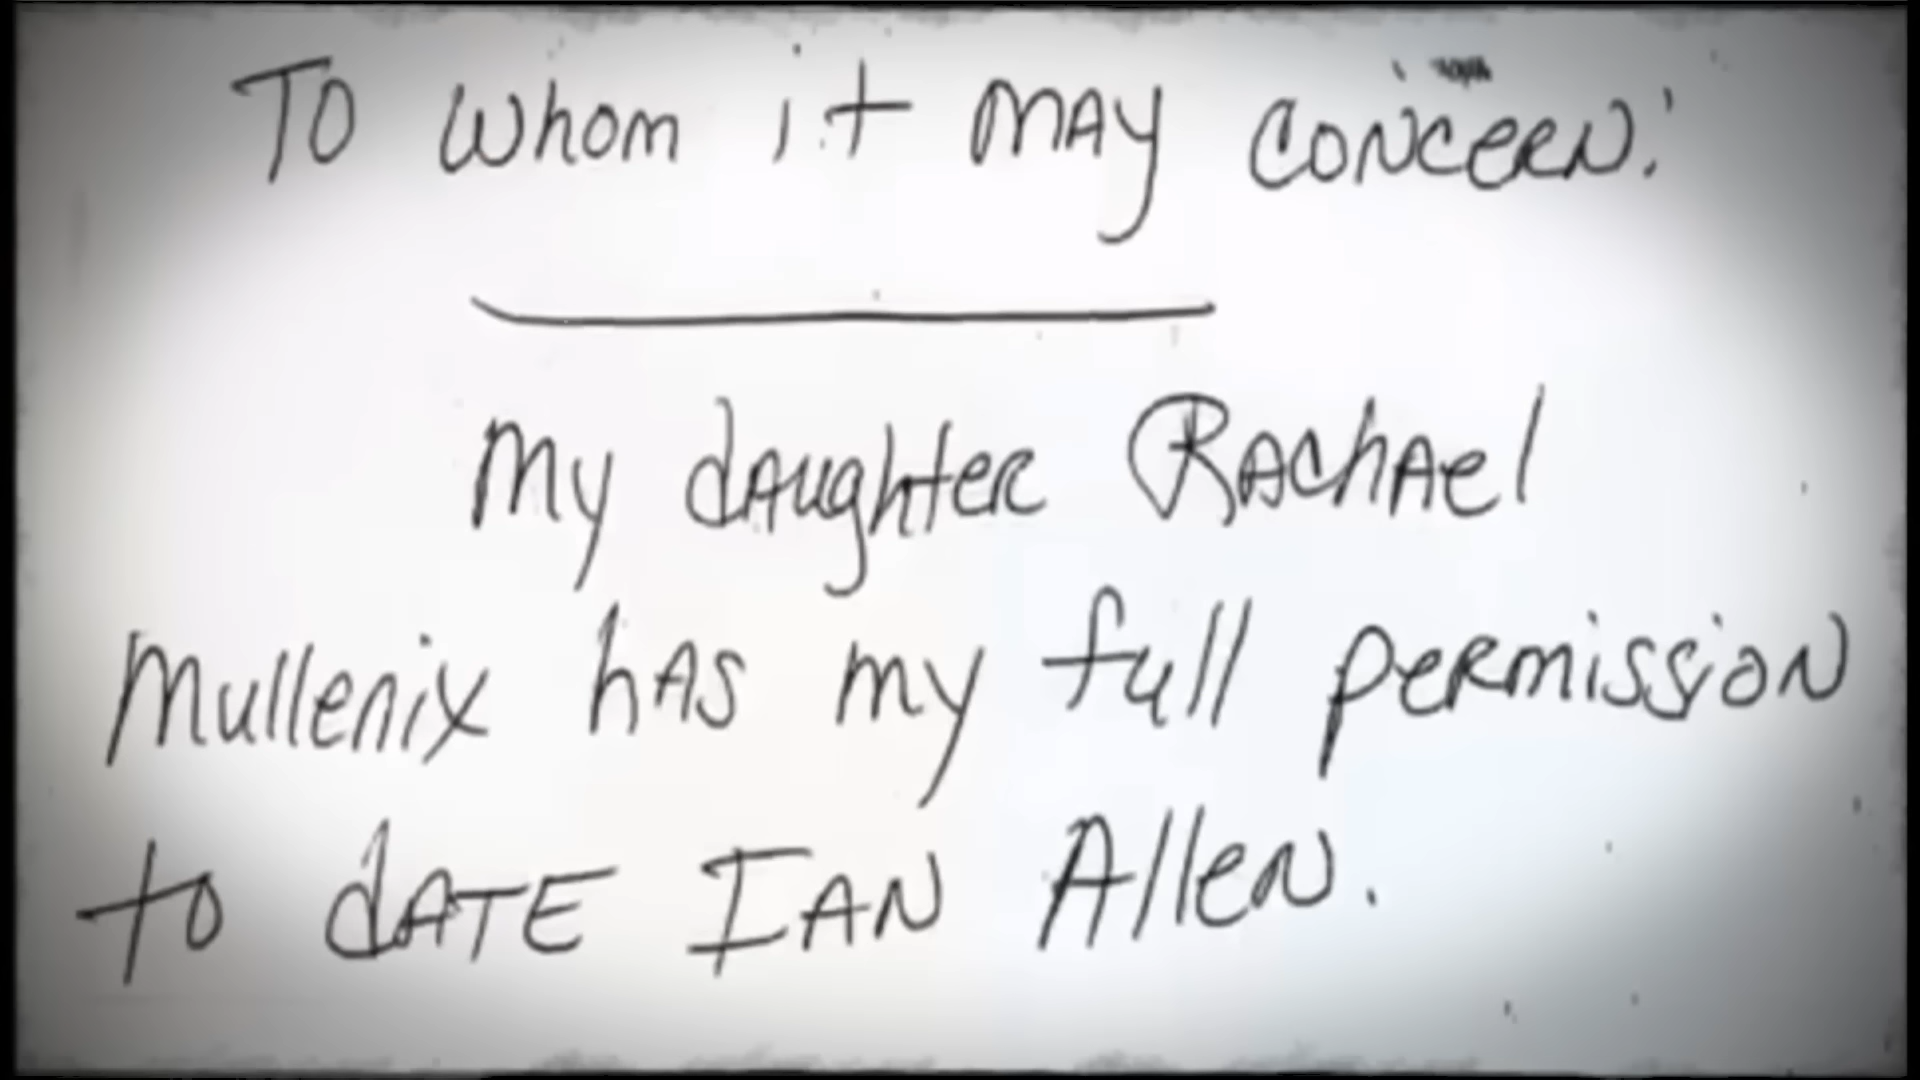 To whom it may concern:
My daughter Rachael
Mullenix has my full permission
to date Ian Allen.